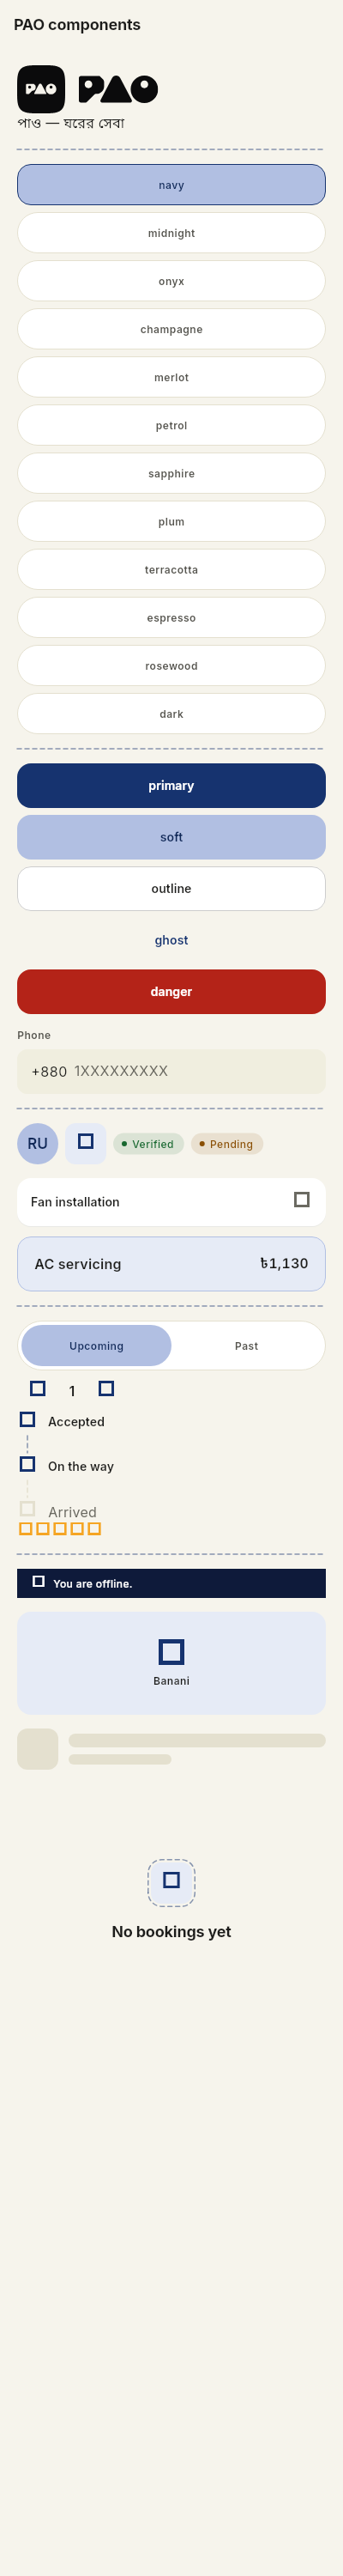 PAO components
PAO PAO
পাও — ঘরের সেবা
navy
midnight
onyx
champagne
merlot
petrol
sapphire
plum
terracotta
espresso
rosewood
dark
primary
soft
outline
ghost
danger
Phone
+880 1XXXXXXXXX
RU Verified Pending
Fan installation
AC servicing ৳1,130
Upcoming Past
1
Accepted
On the way
Arrived
You are offline.
Banani
No bookings yet